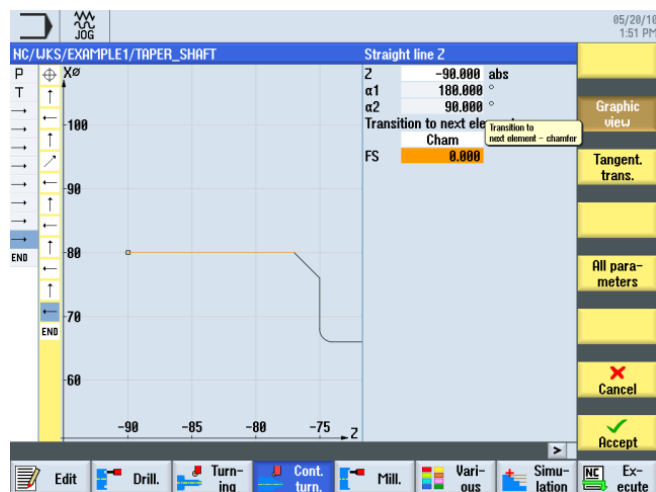 JOG
05/20/10
1:51 PM
NC/WKS/EXAMPLE1/TAPER_SHAFT
Straight line Z
P
T
END
END
XØ
100
90
80
70
60
-90
-85
-80
-75
Z
Z -90.000 abs
α1 180.000 °
α2 90.000 °
Transition to next ele
Transition to
next element - chamfer
Cham
FS 0.000
Graphic
view
Tangent.
trans.
All para-
meters
Cancel
Accept
>
Edit
Drill.
Turn-
ing
Cont.
turn.
Mill.
Vari-
ous
Simu-
lation
NC
Ex-
ecute